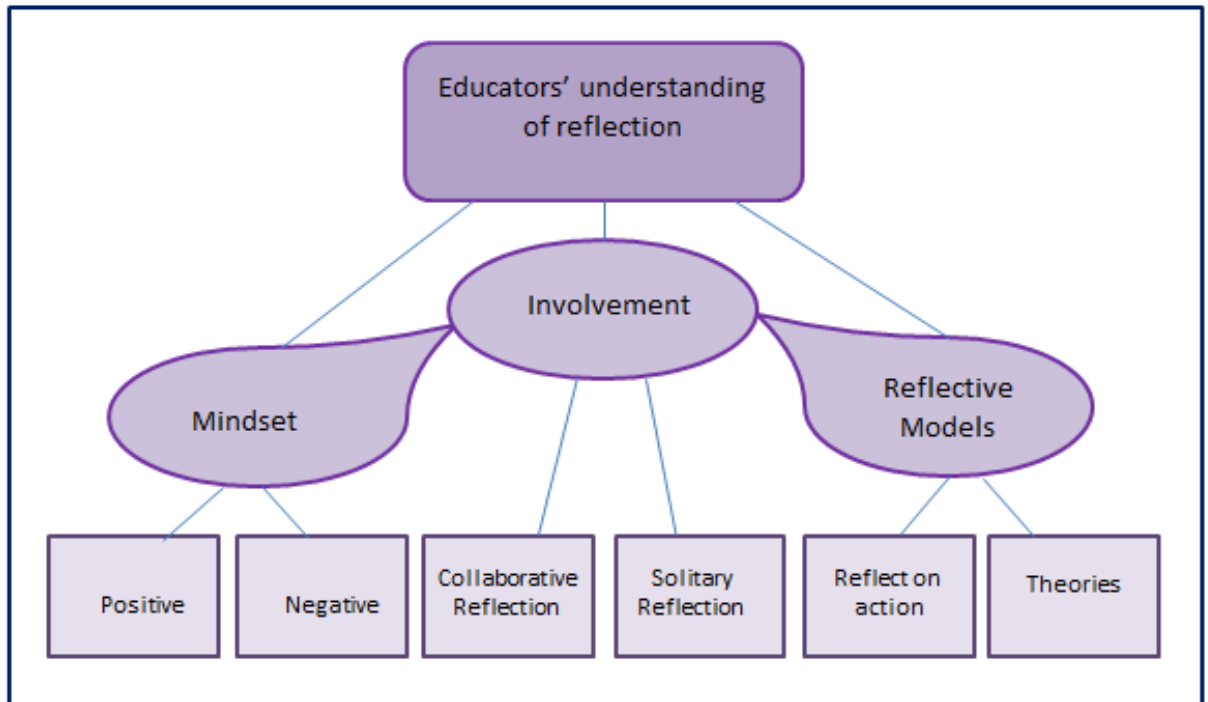 Educators’ understanding
of reflection
Involvement
Mindset
Reflective
Models
Positive
Negative
Collaborative
Reflection
Solitary
Reflection
Reflect on
action
Theories